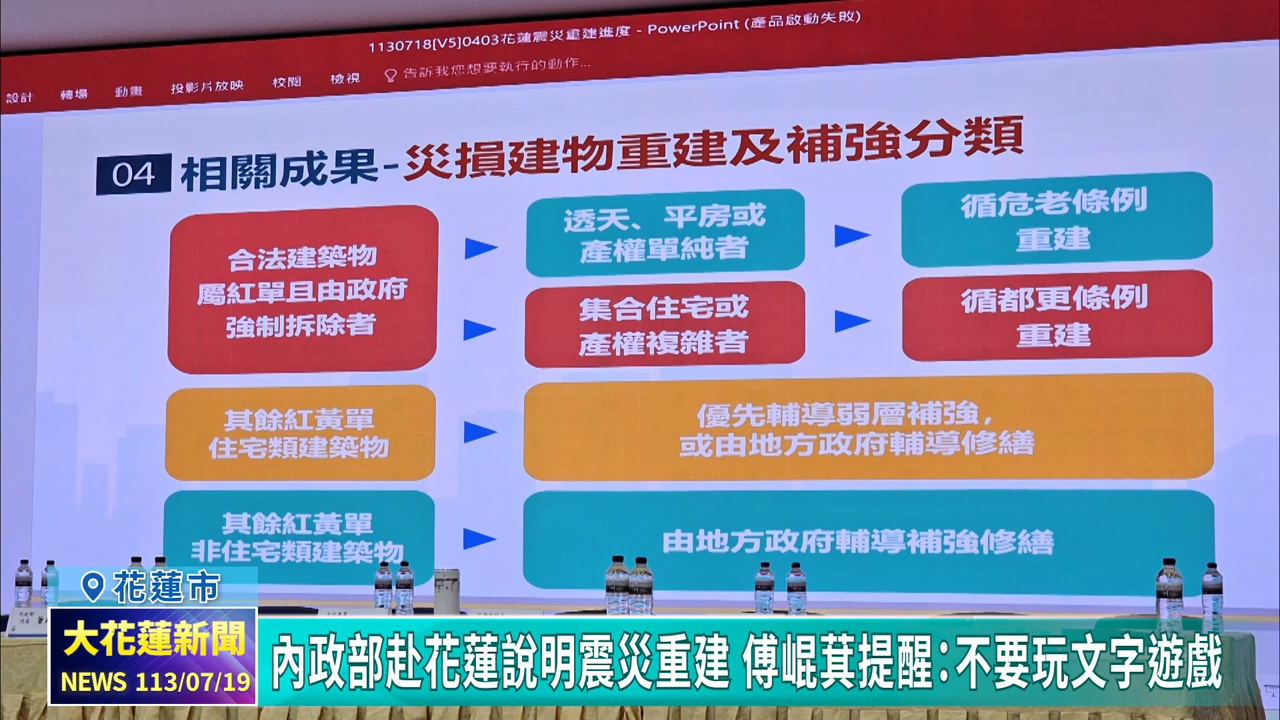 1130718[V5]0403花蓮震災重建進度 - PowerPoint (產品啟動失敗)
設計 轉場 動畫 投影片放映 校閱 檢視 告訴我您想要執行的動作...
04 相關成果-災損建物重建及補強分類
合法建築物
屬紅單且由政府
強制拆除者
透天、平房或
產權單純者
循危老條例
重建
集合住宅或
產權複雜者
循都更條例
重建
其餘紅黃單
住宅類建築物
優先輔導弱層補強,
或由地方政府輔導修繕
其餘紅黃單
非住宅類建築物
由地方政府輔導補強修繕
花蓮市
大花蓮新聞
NEWS 113/07/19
內政部赴花蓮說明震災重建 傅崐萁提醒:不要玩文字遊戲